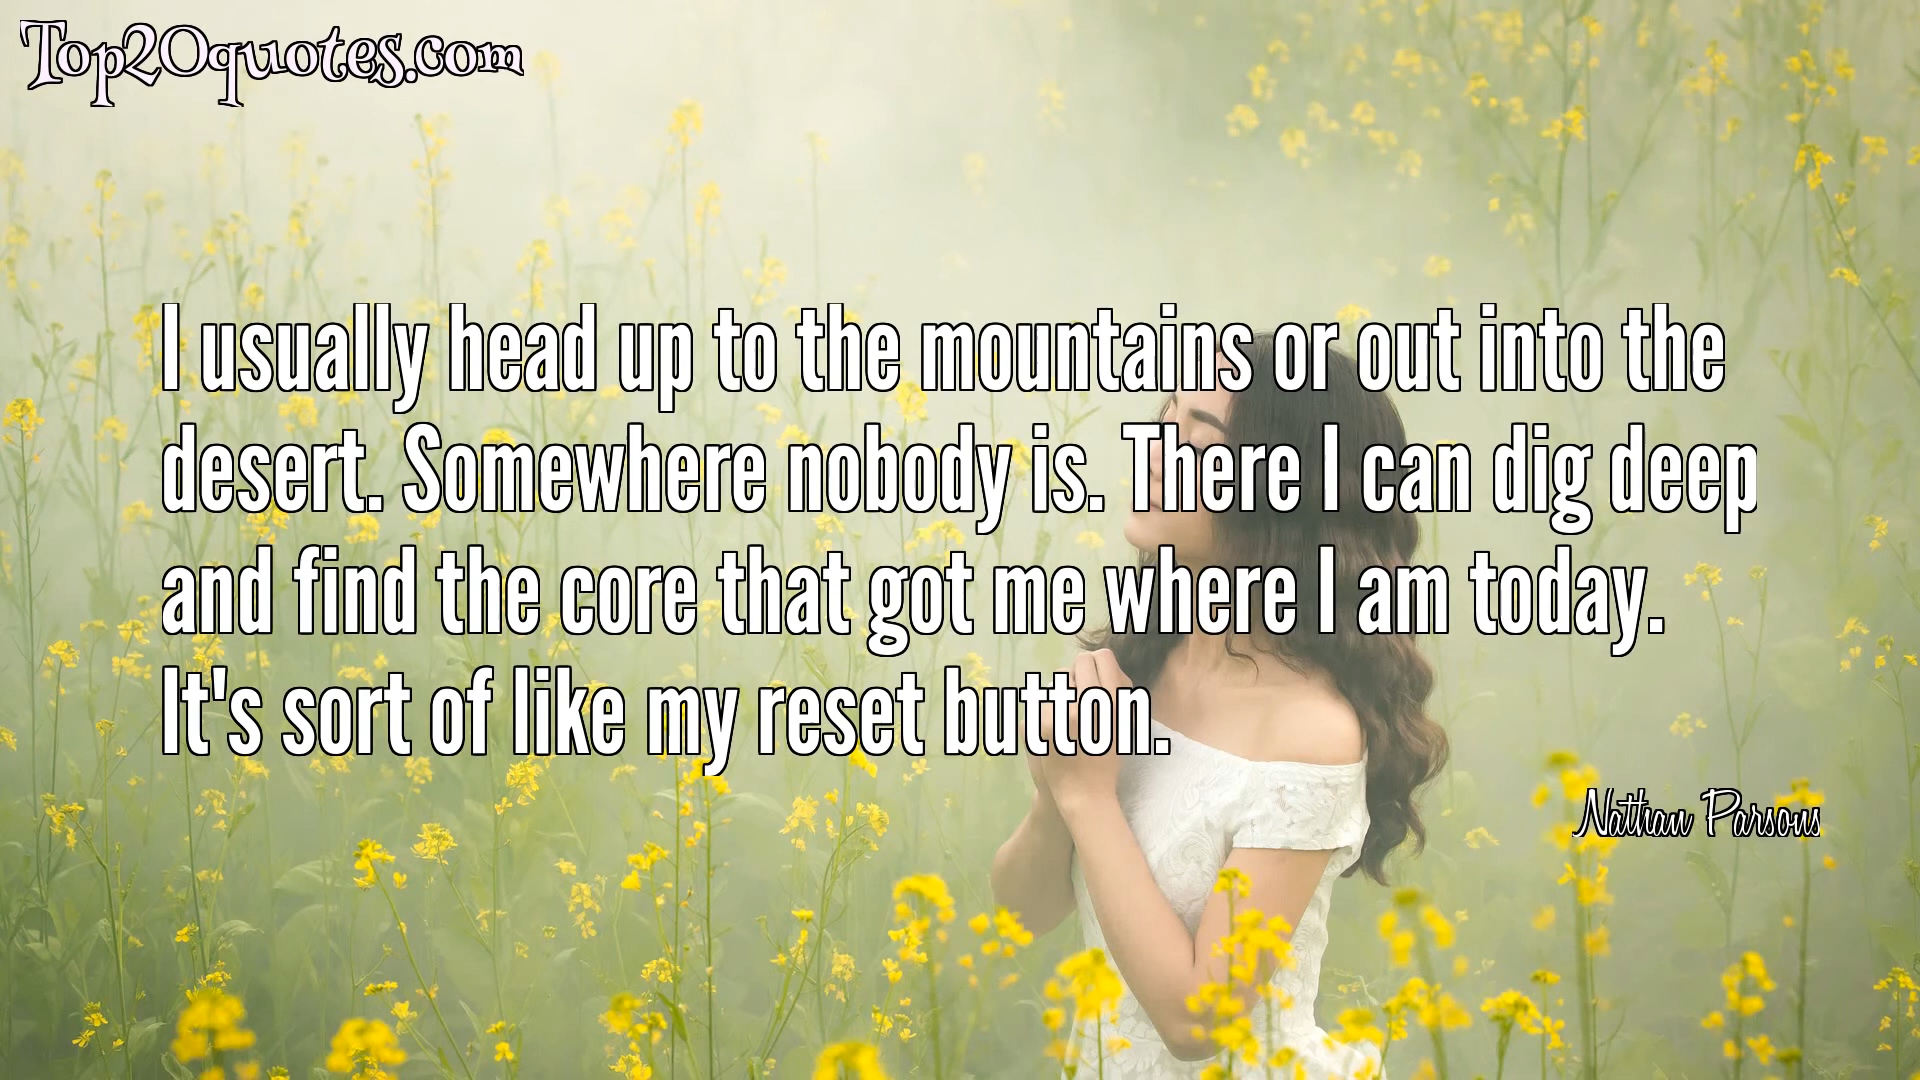 Top20quotes.com
I usually head up to the mountains or out into the
desert. Somewhere nobody is. There I can dig deep
and find the core that got me where I am today.
It's sort of like my reset button.
Nathan Parsons